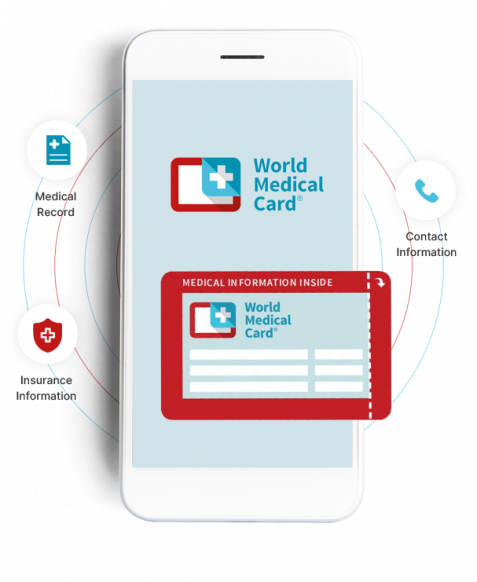 World
Medical
Card®
Medical
Record
Contact
Information
MEDICAL INFORMATION INSIDE
World
Medical
Card®
Insurance
Information